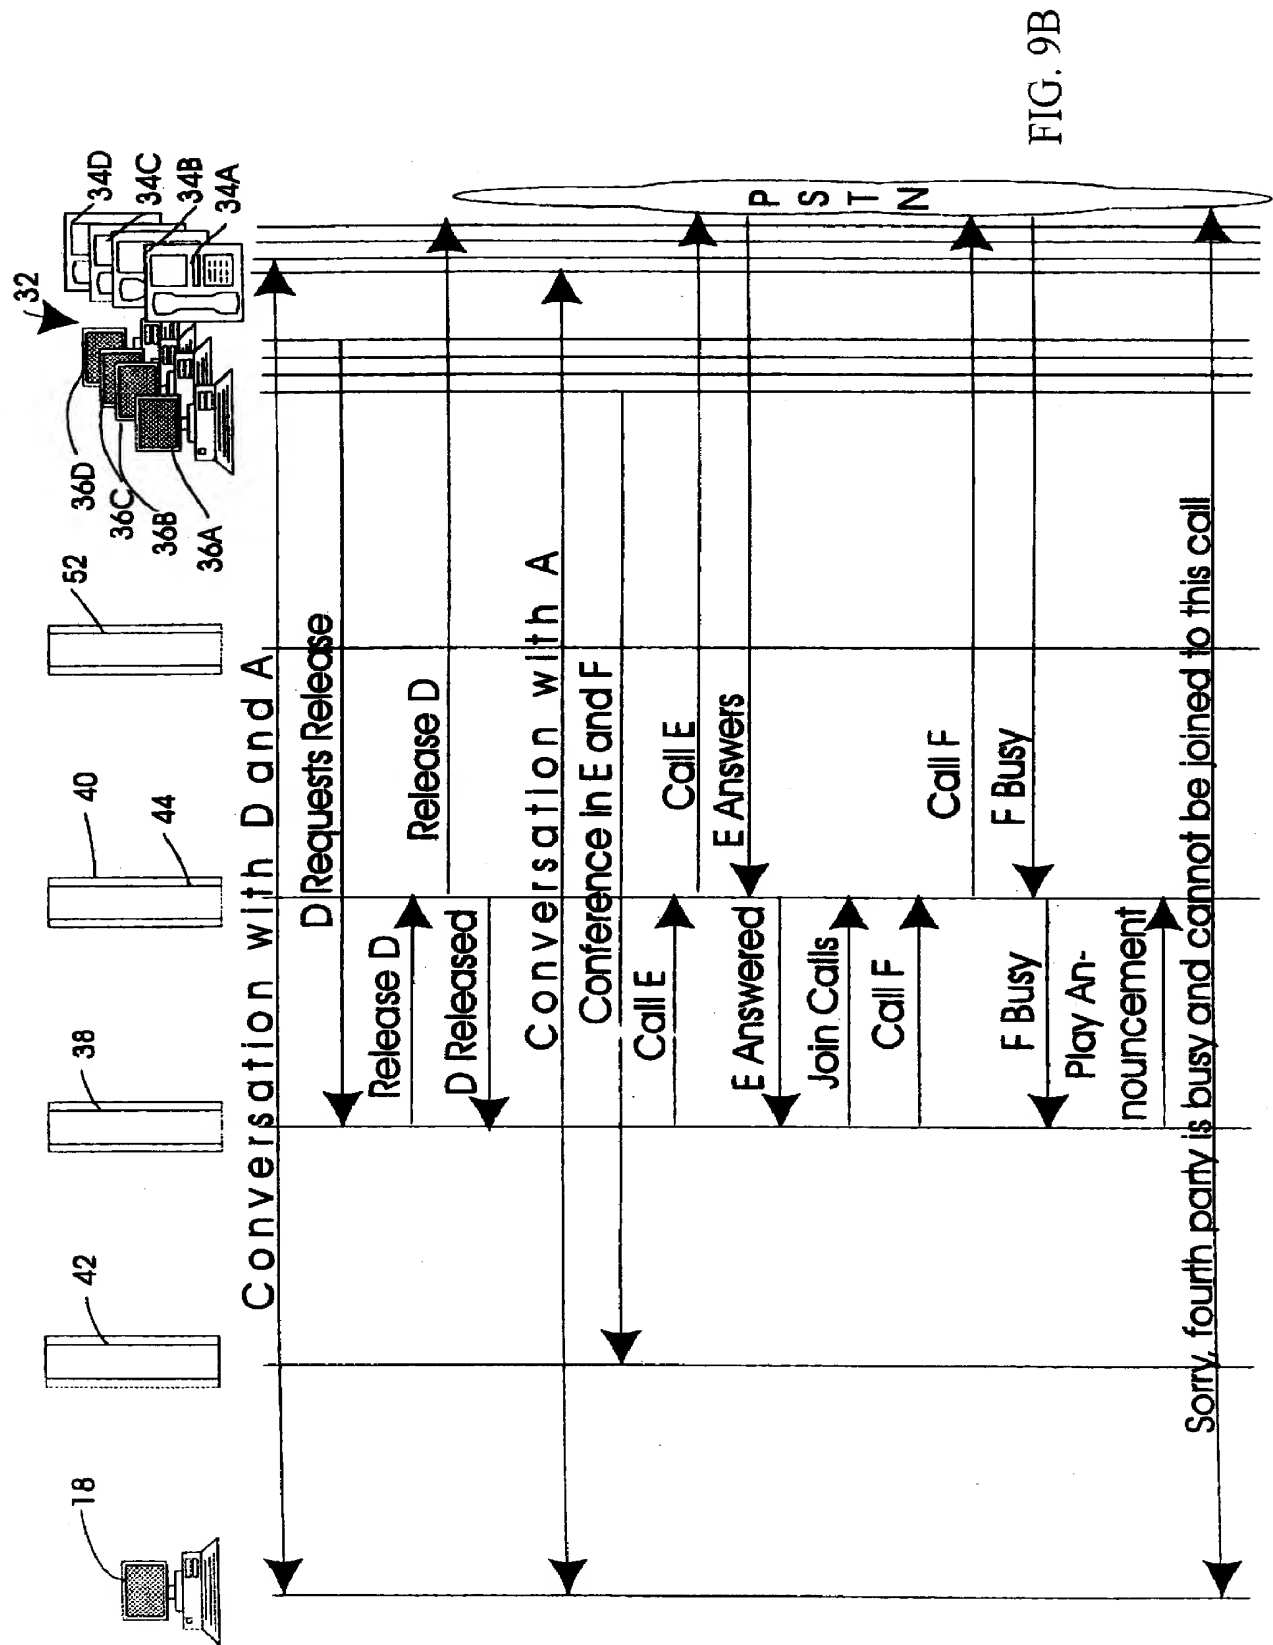 18
42
38
40
44
52
36D
36C
36B
36A
32
34D
34C
34B
34A
Conversation with D and A
D Requests Release
Release D
Release D
D Released
Conversation with A
Conference in E and F
Call E
Call E
E Answers
E Answered
Join Calls
Call F
Call F
F Busy
F Busy
Play An-
nouncement
Sorry, fourth party is busy and cannot be joined to this call
PSTN
FIG. 9B